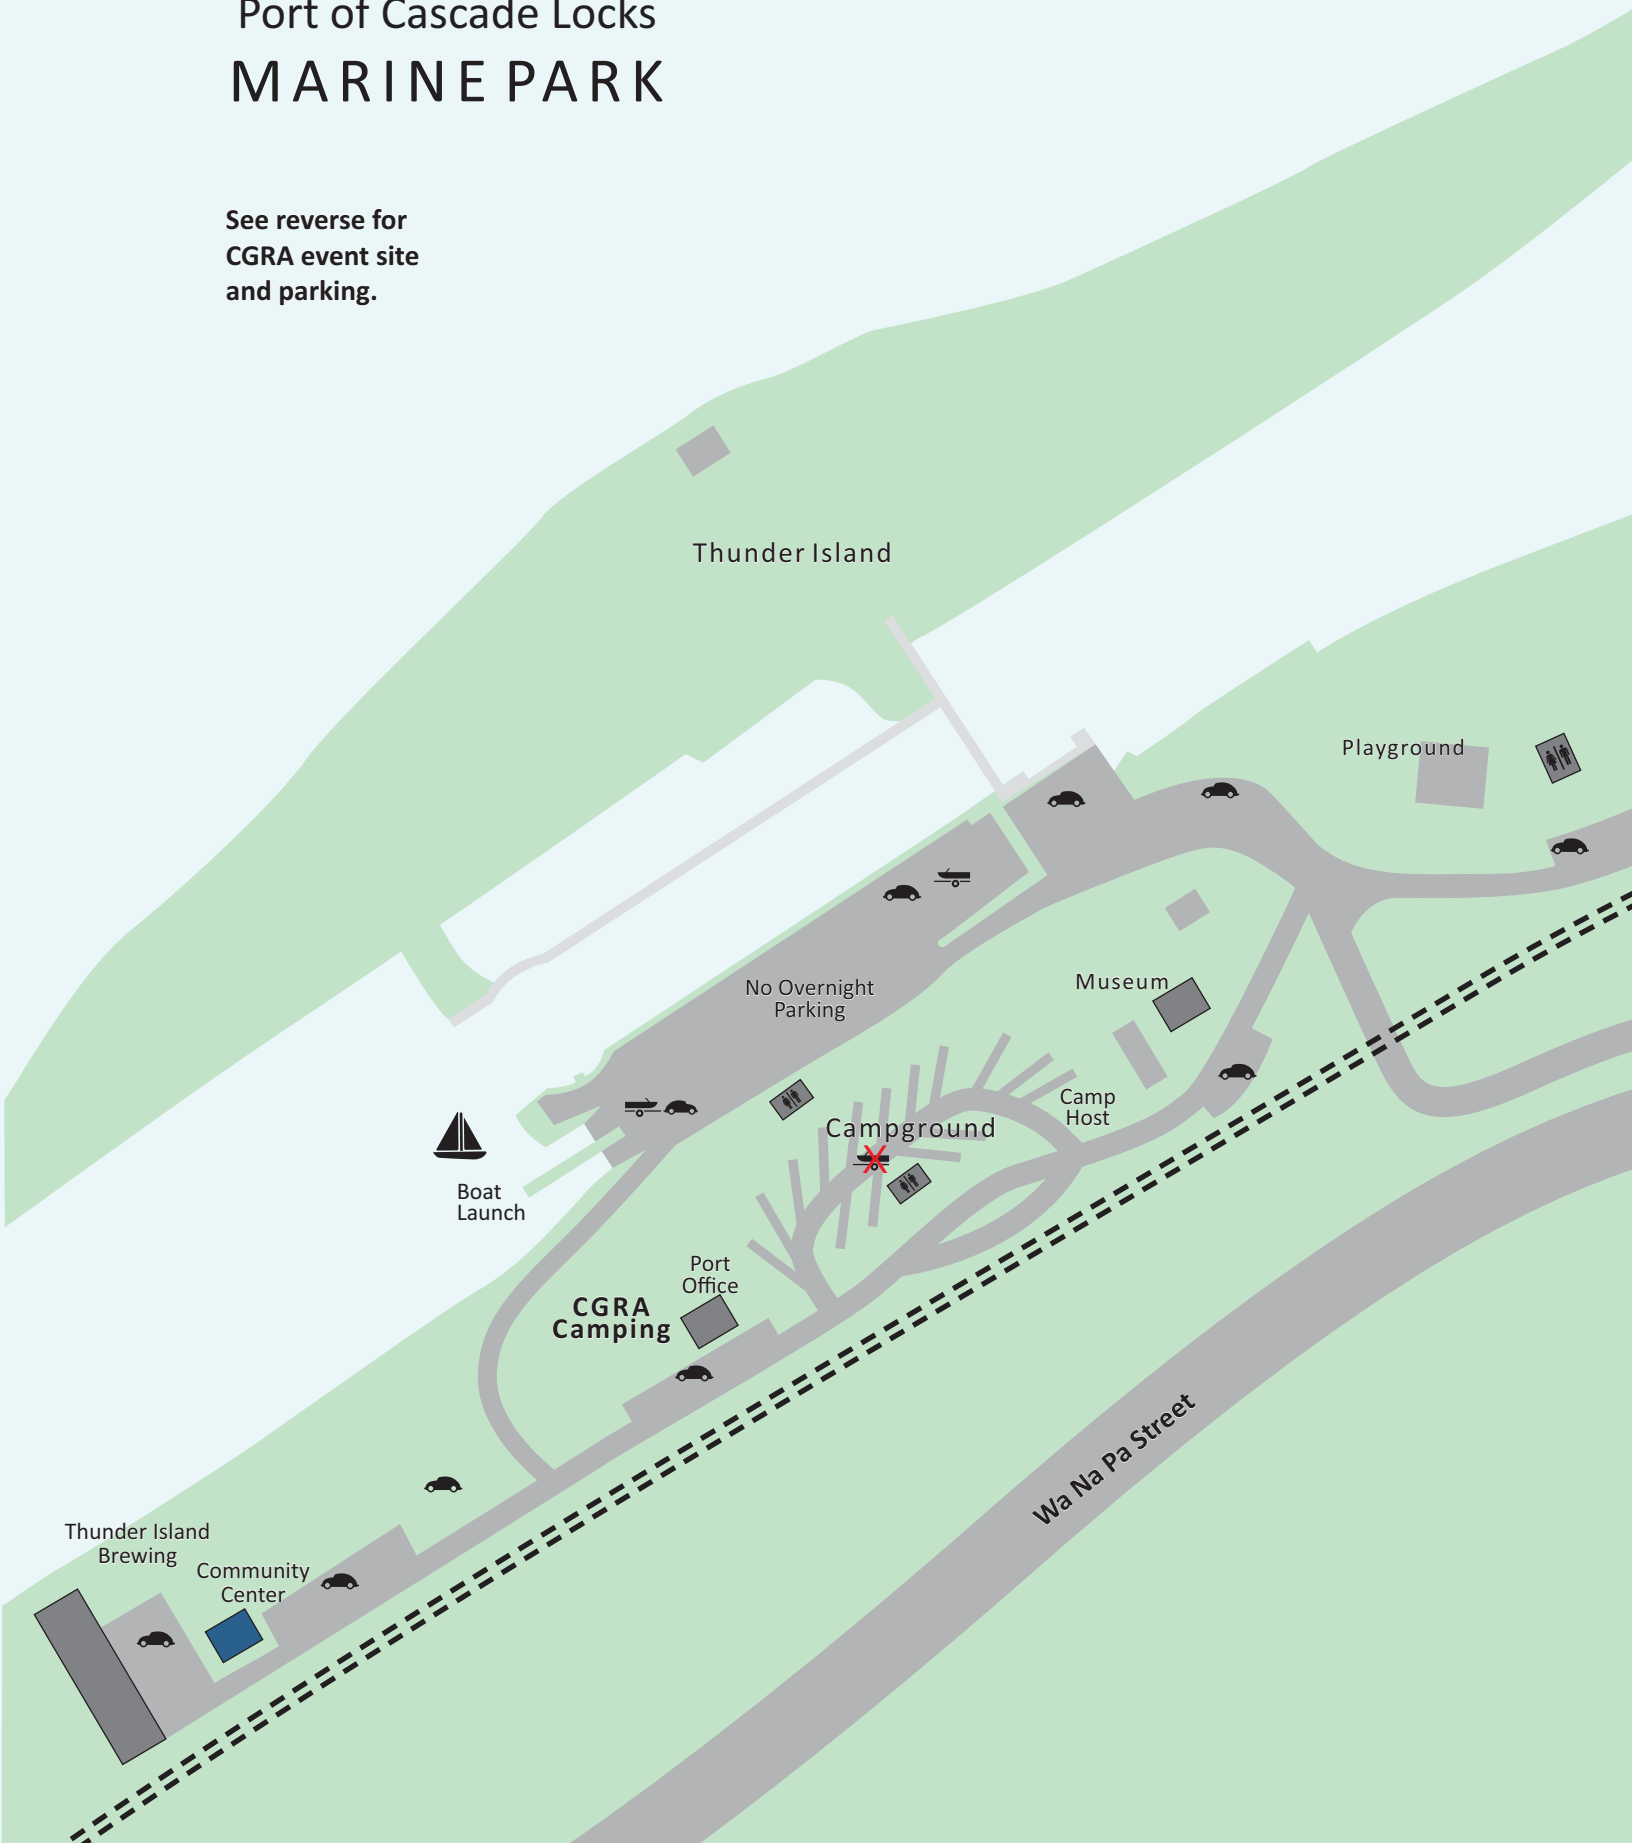 Port of Cascade Locks
MARINE PARK
See reverse for
CGRA event site
and parking.
Thunder Island
Playground
No Overnight
Parking
Museum
Camp
Host
Campground
Boat
Launch
Port
Office
CGRA
Camping
Wa Na Pa Street
Thunder Island
Brewing
Community
Center